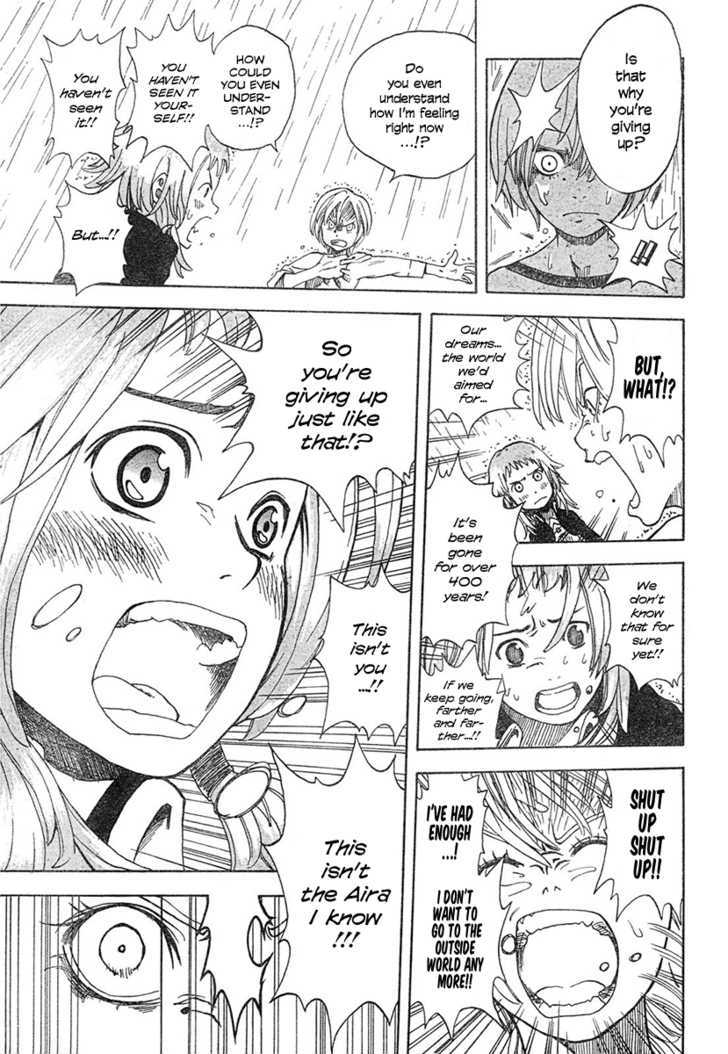 Is
that why
you're
giving
up?
!!!
Do
you even
understand
how I'm feeling
right now
...!?
HOW
COULD
YOU EVEN
UNDER-
STAND
...!?
YOU
HAVEN'T
SEEN IT
YOUR-
SELF!!
You
haven't
seen
it!!
But...!!
BUT,
WHAT!?
Our
dreams...
the world
we'd
aimed
for...
It's
been
gone
for over
400
years!
We
don't
know
that for
sure
yet!!
If we
keep going,
farther
and far-
ther...!!
SHUT
UP
SHUT
UP!!
I'VE HAD
ENOUGH
...!
I DON'T
WANT TO
GO TO THE
OUTSIDE
WORLD ANY
MORE!!
So
you're
giving up
just like
that!?
This
isn't you
...!!
This
isn't
the Aira
I know
!!!